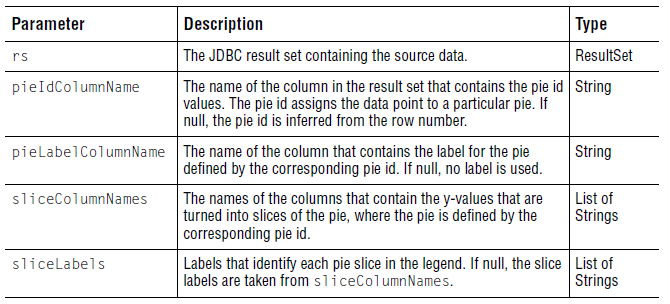 Parameter Description Type
rs The JDBC result set containing the source data. ResultSet
pieIdColumnName The name of the column in the result set that contains the pie id String
values. The pie id assigns the data point to a particular pie. If
null, the pie id is inferred from the row number.
pieLabelColumnName The name of the column that contains the label for the pie String
defined by the corresponding pie id. If null, no label is used.
sliceColumnNames The names of the columns that contain the y-values that are List of
turned into slices of the pie, where the pie is defined by the Strings
corresponding pie id.
sliceLabels Labels that identify each pie slice in the legend. If null, the slice List of
labels are taken from sliceColumnNames. Strings